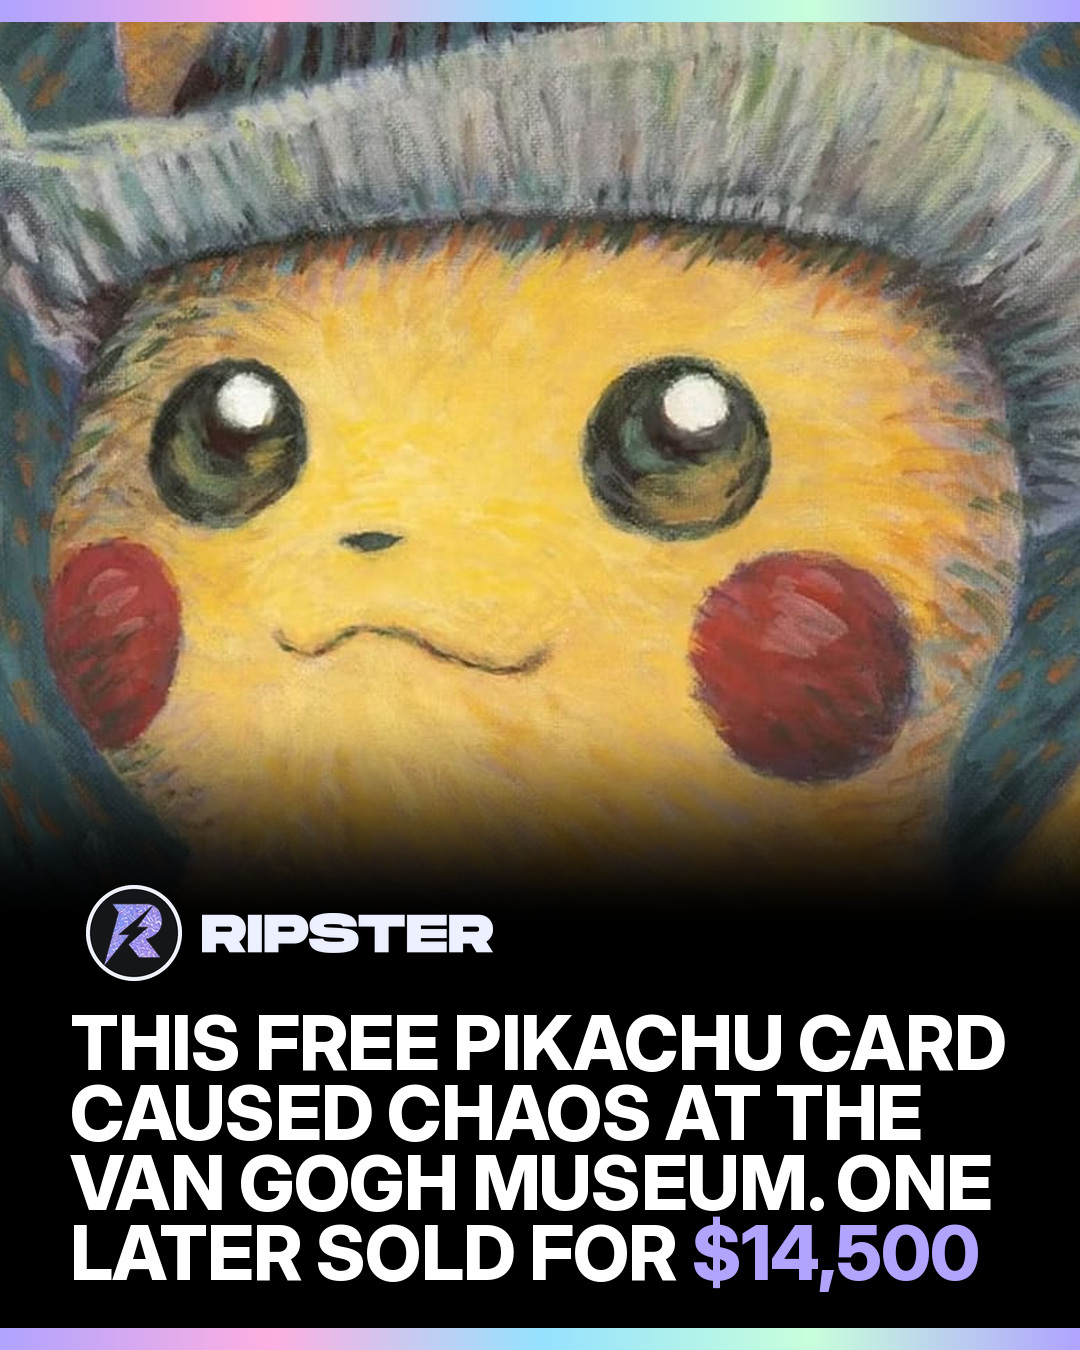 RIPSTER
THIS FREE PIKACHU CARD
CAUSED CHAOS AT THE
VAN GOGH MUSEUM. ONE
LATER SOLD FOR $14,500